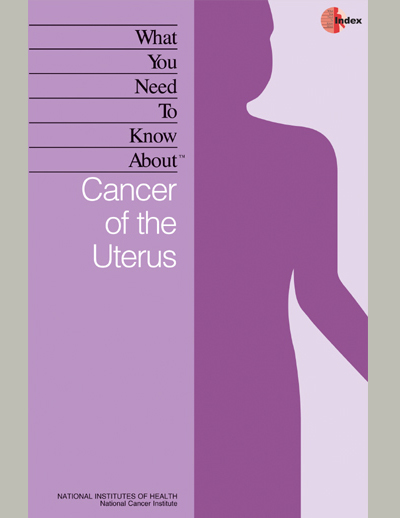 Index
What
You
Need
To
Know
About™
Cancer
of the
Uterus
NATIONAL INSTITUTES OF HEALTH
National Cancer Institute